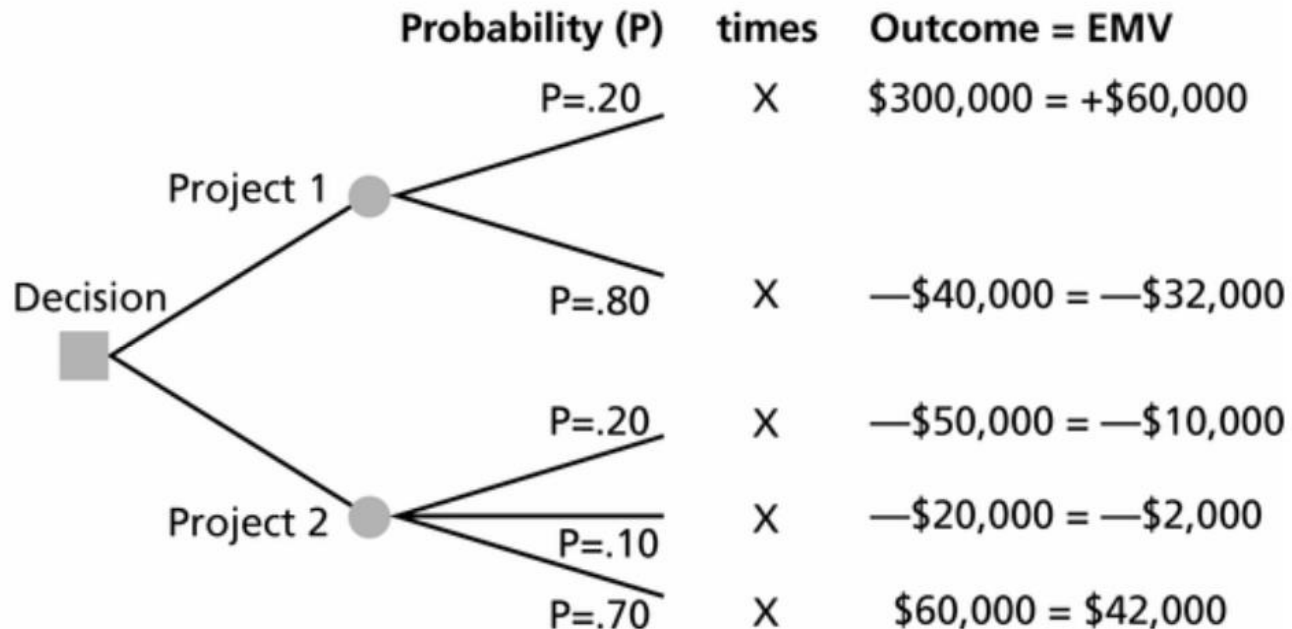 Probability (P) times Outcome = EMV
P=.20 X $300,000 = +$60,000
Project 1
P=.80 X —$40,000 = —$32,000
Decision
P=.20 X —$50,000 = —$10,000
Project 2 X —$20,000 = —$2,000
P=.10
P=.70 X $60,000 = $42,000